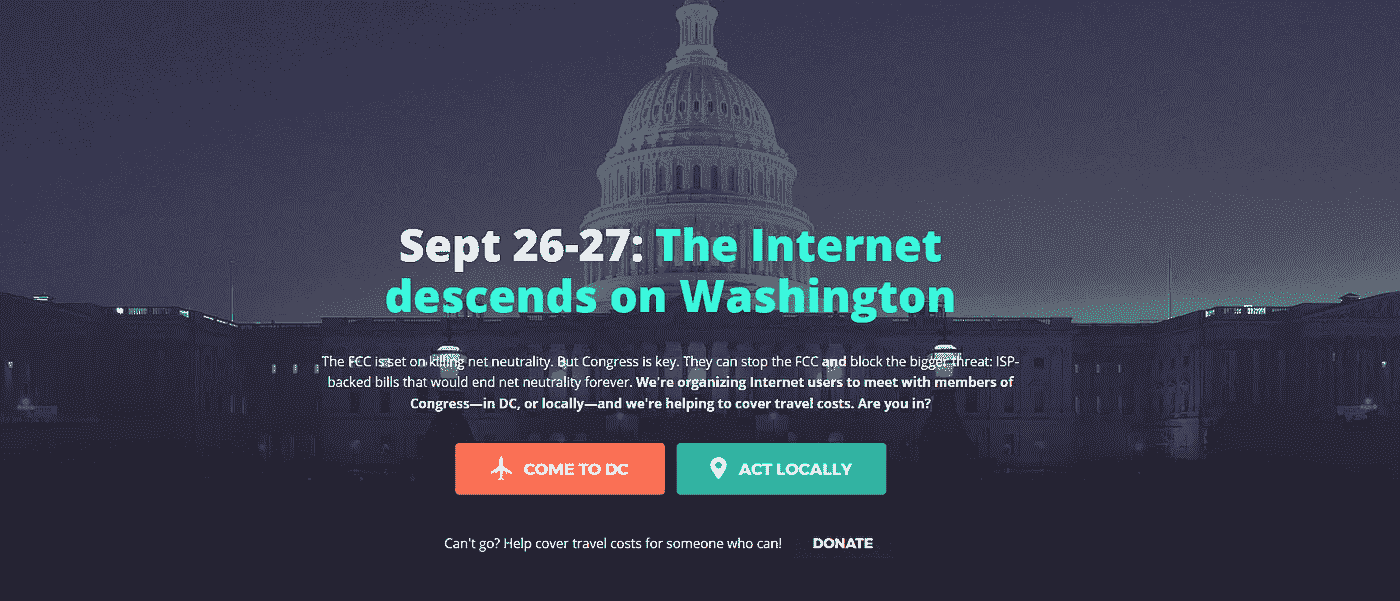 Sept 26-27: The Internet
descends on Washington
The FCC is set on killing net neutrality. But Congress is key. They can stop the FCC and block the bigger threat: ISP-
backed bills that would end net neutrality forever. We're organizing Internet users to meet with members of
Congress—in DC, or locally—and we're helping to cover travel costs. Are you in?
COME TO DC
ACT LOCALLY
Can't go? Help cover travel costs for someone who can!
DONATE